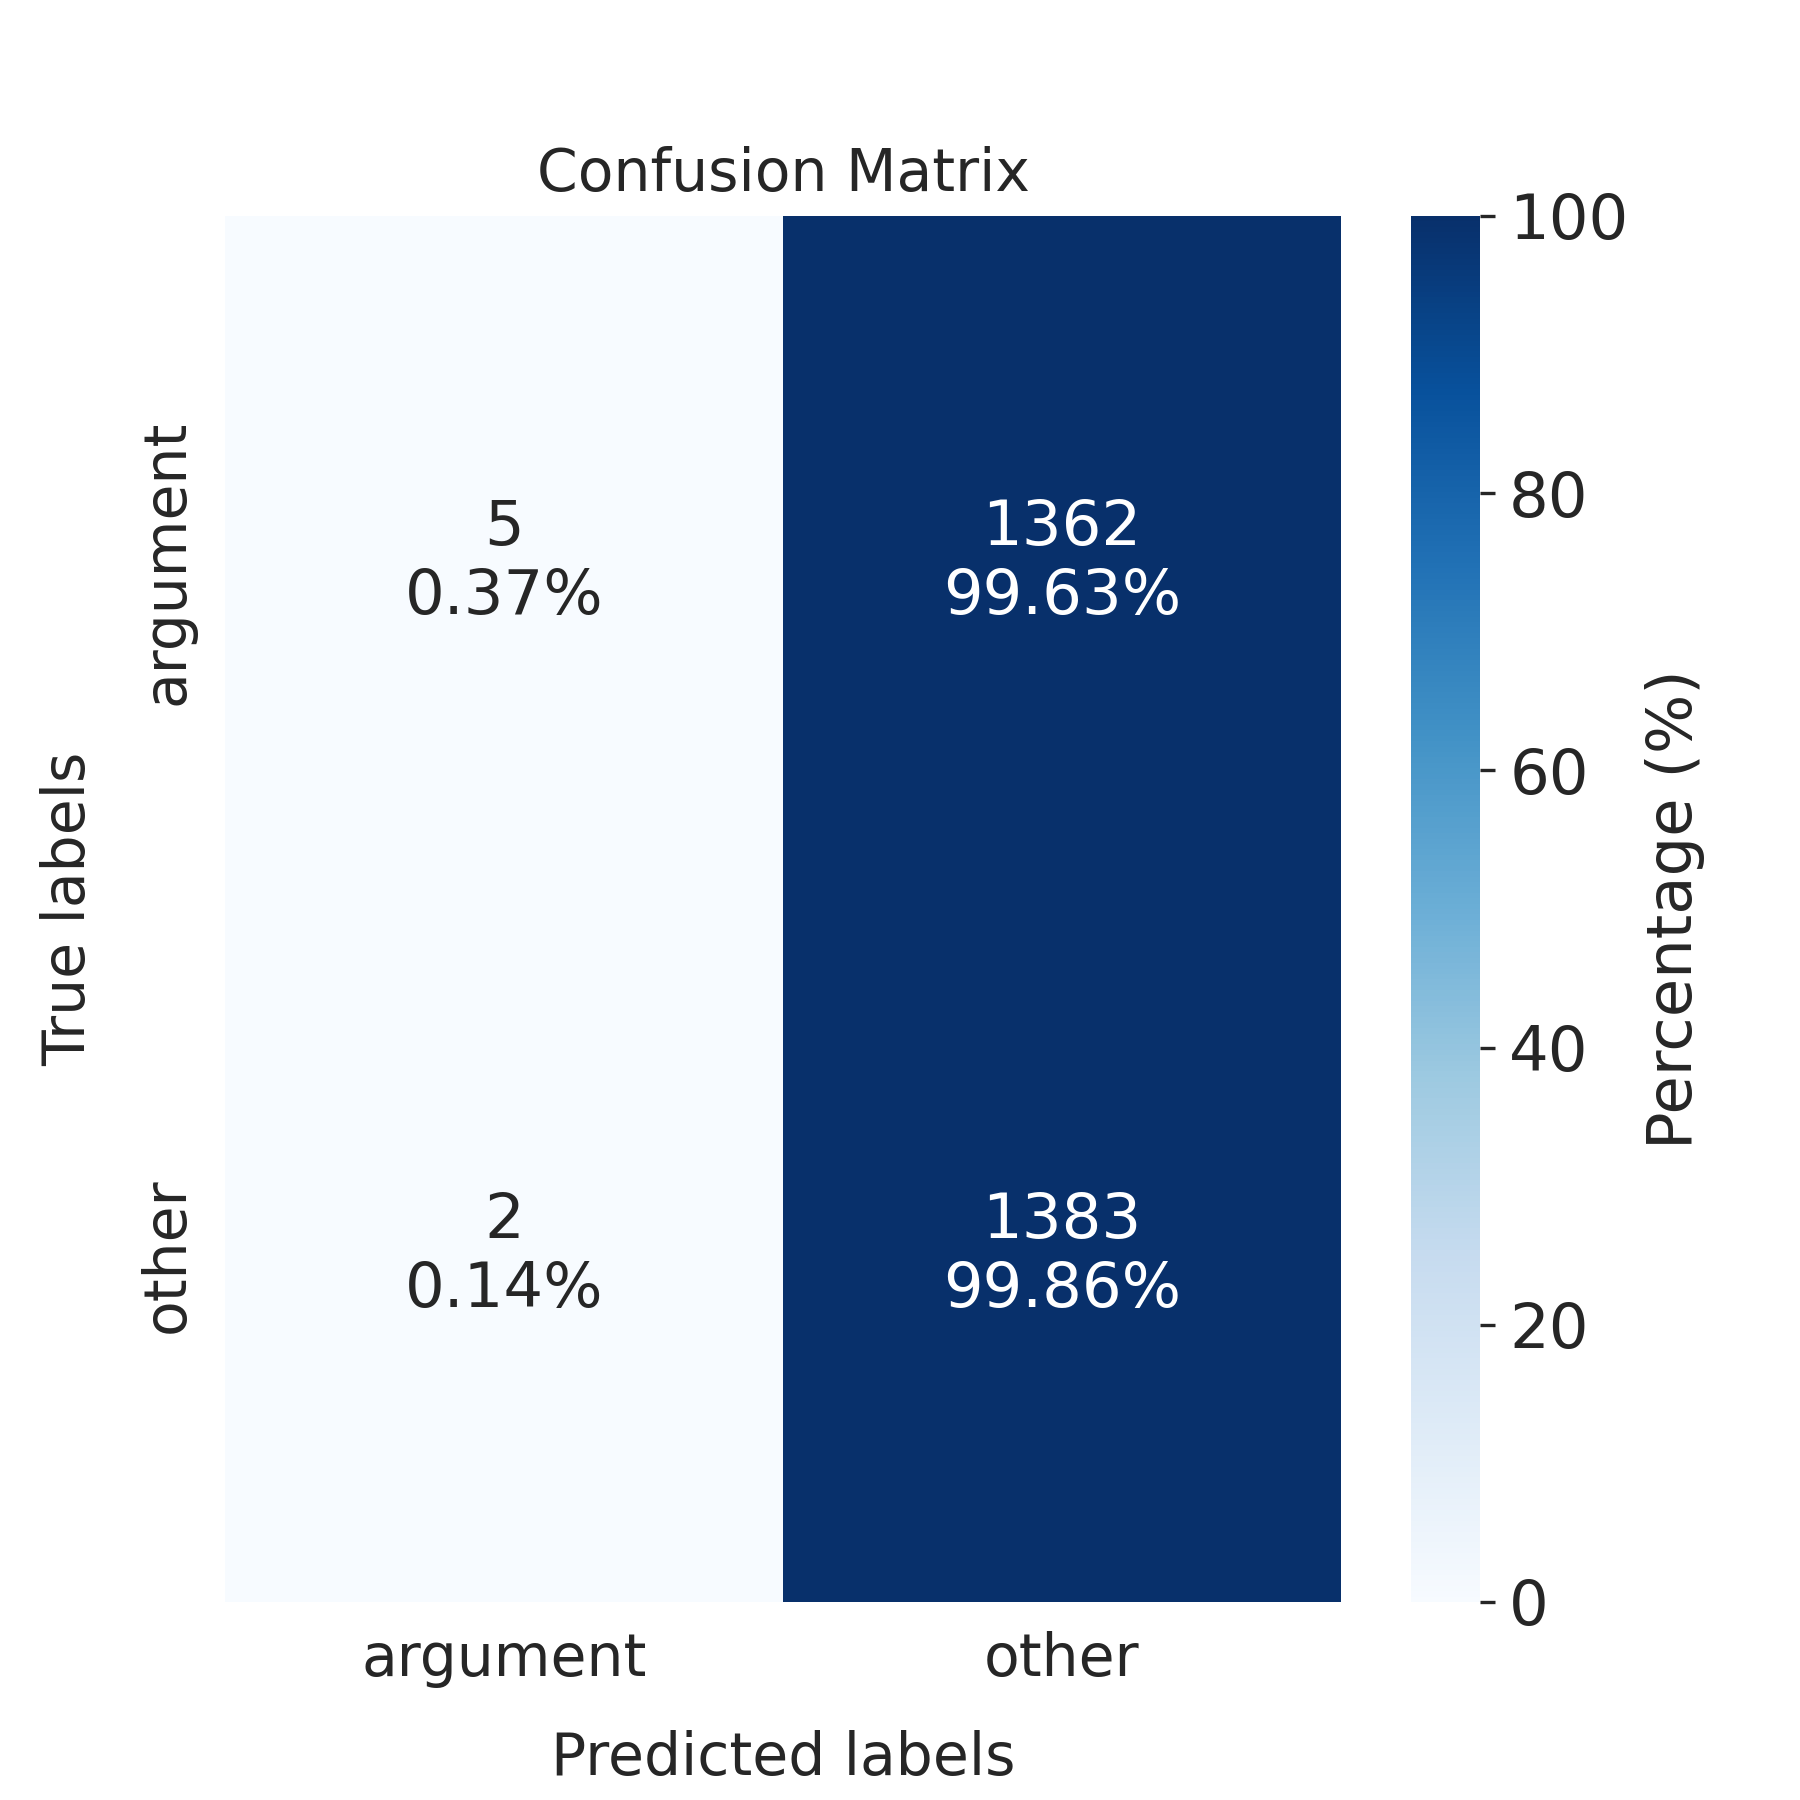 Confusion Matrix
True labels
argument
other
5
0.37%
1362
99.63%
2
0.14%
1383
99.86%
argument
other
Predicted labels
100
80
60
40
20
0
Percentage (%)